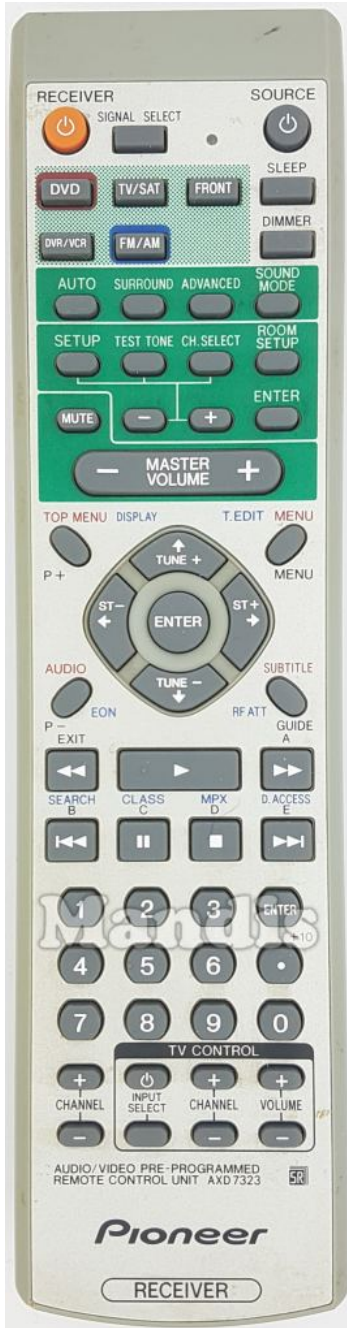 RECEIVER SOURCE
SIGNAL SELECT
SLEEP
DVD TV/SAT FRONT
DIMMER
DVR/VCR FM/AM
AUTO SURROUND ADVANCED SOUND MODE
SETUP TEST TONE CH.SELECT ROOM SETUP
ENTER
MUTE − +
− MASTER VOLUME +
TOP MENU DISPLAY T.EDIT MENU
P+ TUNE + MENU
ST− ENTER ST+
AUDIO TUNE − SUBTITLE
EON RF ATT
P− GUIDE
EXIT A
SEARCH CLASS MPX D.ACCESS
B C D E
1 2 3 ENTER
Mandis
+10
4 5 6 •
7 8 9 0
TV CONTROL
+ + +
CHANNEL INPUT SELECT CHANNEL VOLUME
− − −
AUDIO/VIDEO PRE-PROGRAMMED
REMOTE CONTROL UNIT AXD7323 SR
Pioneer
RECEIVER